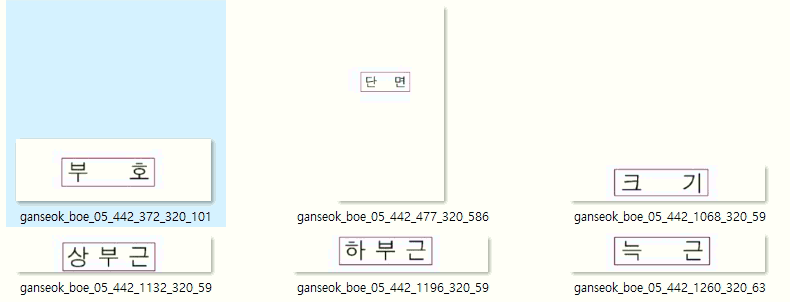 부 호
단 면
크 기
ganseok_boe_05_442_372_320_101
ganseok_boe_05_442_477_320_586
ganseok_boe_05_442_1068_320_59
상 부 근
하 부 근
늑 근
ganseok_boe_05_442_1132_320_59
ganseok_boe_05_442_1196_320_59
ganseok_boe_05_442_1260_320_63